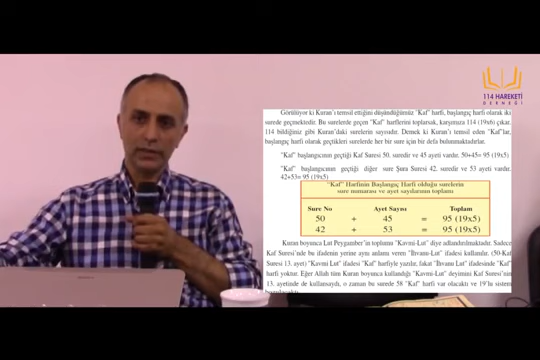 114 HAREKETİ
DERNEĞİ
Görülüyor ki Kuran'ı temsil ettiğini düşündüğümüz "Kaf" harfi, başlangıç harfi olarak iki
surede geçmektedir. Bu surelerde geçen "Kaf" harflerini toplarsak, karşımıza 114 (19x6) çıkar.
114 bildiğiniz gibi Kuran'daki surelerin sayısıdır. Demek ki Kuran'ı temsil eden "Kaf"lar,
başlangıç harfi olarak geçtikleri surelerde her bir sure için bir defa bulunmaktadırlar.
"Kaf" başlangıcının geçtiği Kaf Suresi 50. suredir ve 45 ayeti vardır. 50+45= 95 (19x5)
"Kaf" başlangıcının geçtiği diğer sure Şura Suresi 42. suredir ve 53 ayeti vardır.
42+53= 95 (19x5)
"Kaf" Harfinin Başlangıç Harfi olduğu surelerin
sure numarası ve ayet sayılarının toplamı
Sure No Ayet Sayısı Toplam
50 + 45 = 95 (19x5)
42 + 53 = 95 (19x5)
Kuran boyunca Lut Peygamber'in toplumu "Kavmi-Lut" diye adlandırılmaktadır. Sadece
Kaf Suresi'nde bu ifadenin yerine aynı anlamı veren "İhvanu-Lut" ifadesi kullanılır. (50-Kaf
Suresi 13. ayet) "Kavmi Lut" ifadesi "Kaf" harfiyle yazılır, fakat "İhvanu Lut" ifadesinde "Kaf"
harfi yoktur. Eğer Allah tüm Kuran boyunca kullandığı "Kavmi-Lut" deyimini Kaf Suresi'nin
13. ayetinde de kullansaydı, o zaman bu surede 58 "Kaf" harfi var olacaktı ve 19'lu sistem